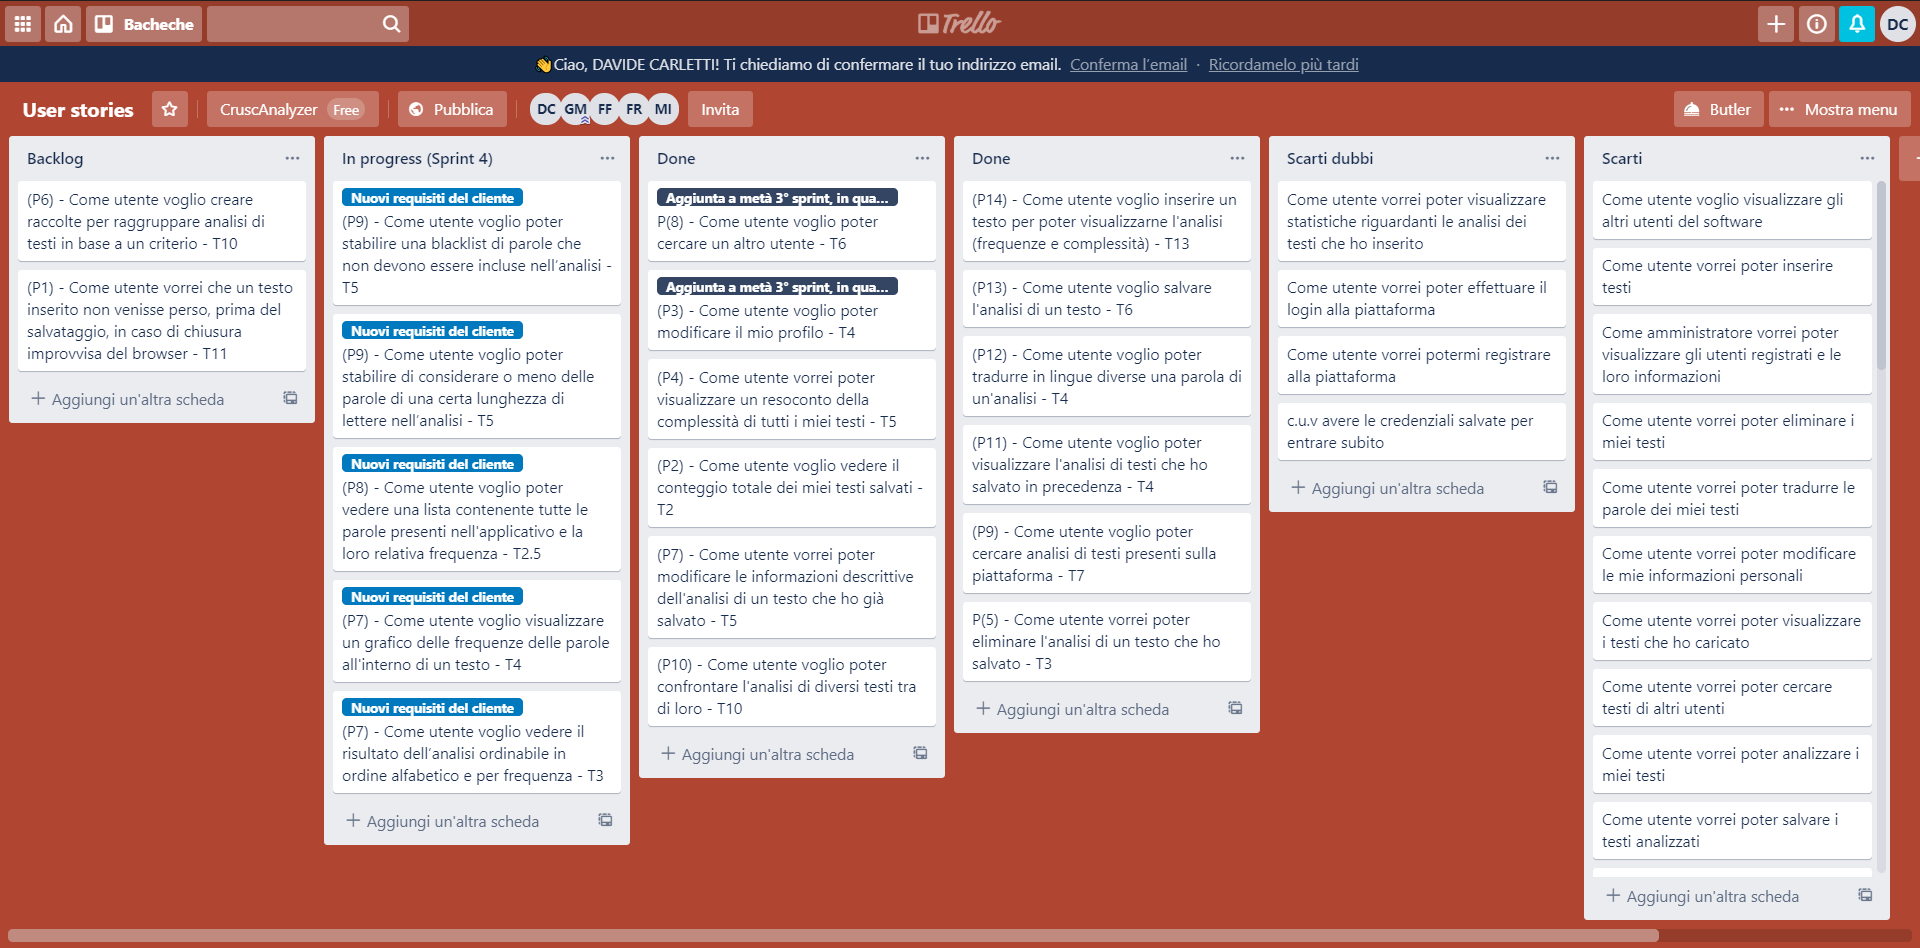 Bacheche
Trello
DC
👋Ciao, DAVIDE CARLETTI! Ti chiediamo di confermare il tuo indirizzo email. Conferma l'email · Ricordamelo più tardi
User stories
CruscAnalyzer Free
Pubblica
DC GM FF FR MI
Invita
Butler
··· Mostra menu
Backlog
(P6) - Come utente voglio creare
raccolte per raggruppare analisi di
testi in base a un criterio - T10
(P1) - Come utente vorrei che un testo
inserito non venisse perso, prima del
salvataggio, in caso di chiusura
improvvisa del browser - T11
+ Aggiungi un'altra scheda
In progress (Sprint 4)
Nuovi requisiti del cliente
(P9) - Come utente voglio poter
stabilire una blacklist di parole che
non devono essere incluse nell'analisi -
T5
Nuovi requisiti del cliente
(P9) - Come utente voglio poter
stabilire di considerare o meno delle
parole di una certa lunghezza di
lettere nell'analisi - T5
Nuovi requisiti del cliente
(P8) - Come utente voglio poter
vedere una lista contenente tutte le
parole presenti nell'applicativo e la
loro relativa frequenza - T2.5
Nuovi requisiti del cliente
(P7) - Come utente voglio visualizzare
un grafico delle frequenze delle parole
all'interno di un testo - T4
Nuovi requisiti del cliente
(P7) - Come utente voglio vedere il
risultato dell'analisi ordinabile in
ordine alfabetico e per frequenza - T3
+ Aggiungi un'altra scheda
Done
Aggiunta a metà 3° sprint, in qua...
P(8) - Come utente voglio poter
cercare un altro utente - T6
Aggiunta a metà 3° sprint, in qua...
(P3) - Come utente voglio poter
modificare il mio profilo - T4
(P4) - Come utente vorrei poter
visualizzare un resoconto della
complessità di tutti i miei testi - T5
(P2) - Come utente voglio vedere il
conteggio totale dei miei testi salvati -
T2
(P7) - Come utente vorrei poter
modificare le informazioni descrittive
dell'analisi di un testo che ho già
salvato - T5
(P10) - Come utente voglio poter
confrontare l'analisi di diversi testi tra
di loro - T10
+ Aggiungi un'altra scheda
Done
(P14) - Come utente voglio inserire un
testo per poter visualizzarne l'analisi
(frequenze e complessità) - T13
(P13) - Come utente voglio salvare
l'analisi di un testo - T6
(P12) - Come utente voglio poter
tradurre in lingue diverse una parola di
un'analisi - T4
(P11) - Come utente voglio poter
visualizzare l'analisi di testi che ho
salvato in precedenza - T4
(P9) - Come utente voglio poter
cercare analisi di testi presenti sulla
piattaforma - T7
P(5) - Come utente vorrei poter
eliminare l'analisi di un testo che ho
salvato - T3
+ Aggiungi un'altra scheda
Scarti dubbi
Come utente vorrei poter visualizzare
statistiche riguardanti le analisi dei
testi che ho inserito
Come utente vorrei poter effettuare il
login alla piattaforma
Come utente vorrei potermi registrare
alla piattaforma
c.u.v avere le credenziali salvate per
entrare subito
+ Aggiungi un'altra scheda
Scarti
Come utente voglio visualizzare gli
altri utenti del software
Come utente vorrei poter inserire
testi
Come amministratore vorrei poter
visualizzare gli utenti registrati e le
loro informazioni
Come utente vorrei poter eliminare i
miei testi
Come utente vorrei poter tradurre le
parole dei miei testi
Come utente vorrei poter modificare
le mie informazioni personali
Come utente vorrei poter visualizzare
i testi che ho caricato
Come utente vorrei poter cercare
testi di altri utenti
Come utente vorrei poter analizzare i
miei testi
Come utente vorrei poter salvare i
testi analizzati
+ Aggiungi un'altra scheda